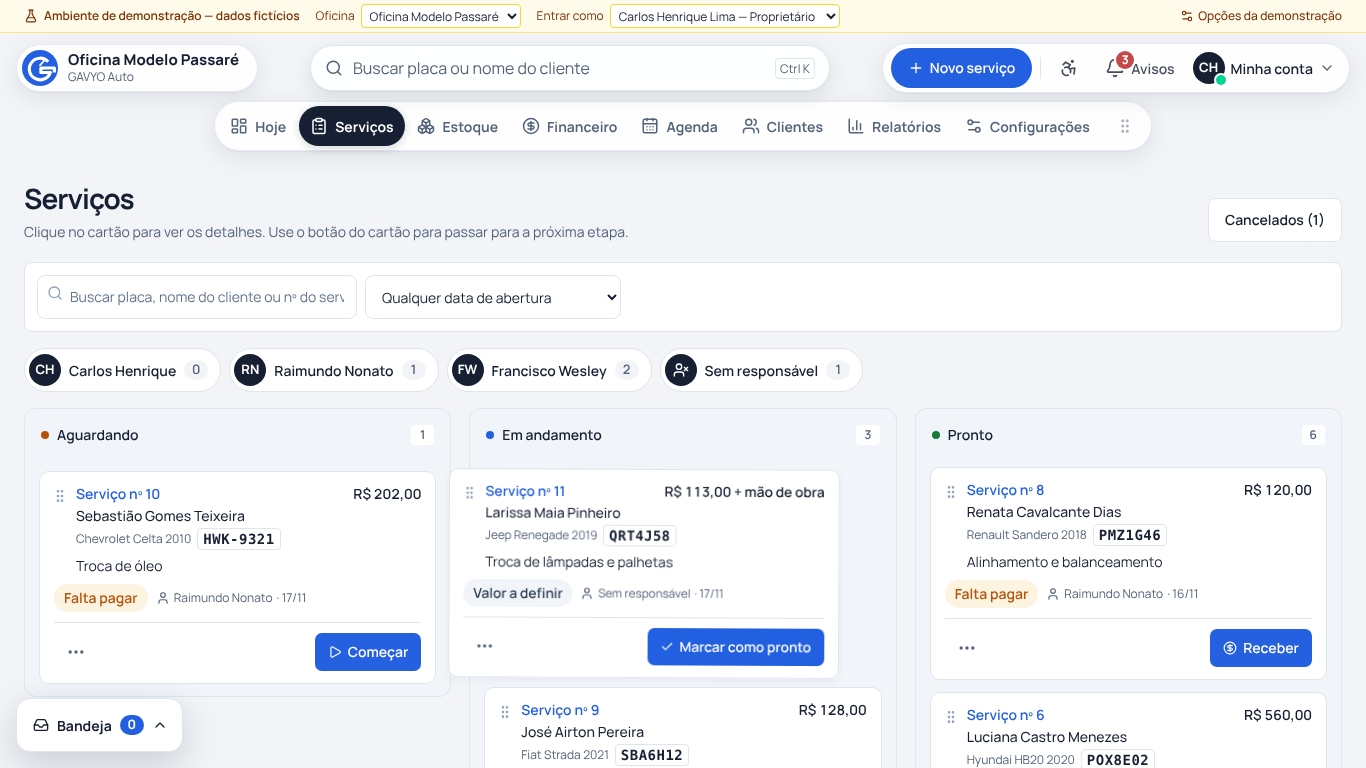 Ambiente de demonstração — dados fictícios
Oficina
Oficina Modelo Passaré
Entrar como
Carlos Henrique Lima — Proprietário
Opções da demonstração
Oficina Modelo Passaré
GAVYO Auto
Buscar placa ou nome do cliente
Ctrl K
Novo serviço
3
Avisos
CH
Minha conta
Hoje
Serviços
Estoque
Financeiro
Agenda
Clientes
Relatórios
Configurações
Serviços
Clique no cartão para ver os detalhes. Use o botão do cartão para passar para a próxima etapa.
Cancelados (1)
Buscar placa, nome do cliente ou nº do serv
Qualquer data de abertura
CH Carlos Henrique 0
RN Raimundo Nonato 1
FW Francisco Wesley 2
Sem responsável 1
Aguardando 1
Serviço nº 10 R$ 202,00
Sebastião Gomes Teixeira
Chevrolet Celta 2010 HWK-9321
Troca de óleo
Falta pagar Raimundo Nonato · 17/11
Começar
Em andamento 3
Serviço nº 11 R$ 113,00 + mão de obra
Larissa Maia Pinheiro
Jeep Renegade 2019 QRT4J58
Troca de lâmpadas e palhetas
Valor a definir Sem responsável · 17/11
Marcar como pronto
Serviço nº 9 R$ 128,00
José Airton Pereira
Fiat Strada 2021 SBA6H12
Pronto 6
Serviço nº 8 R$ 120,00
Renata Cavalcante Dias
Renault Sandero 2018 PMZ1G46
Alinhamento e balanceamento
Falta pagar Raimundo Nonato · 16/11
Receber
Serviço nº 6 R$ 560,00
Luciana Castro Menezes
Hyundai HB20 2020 POX8E02
Bandeja 0